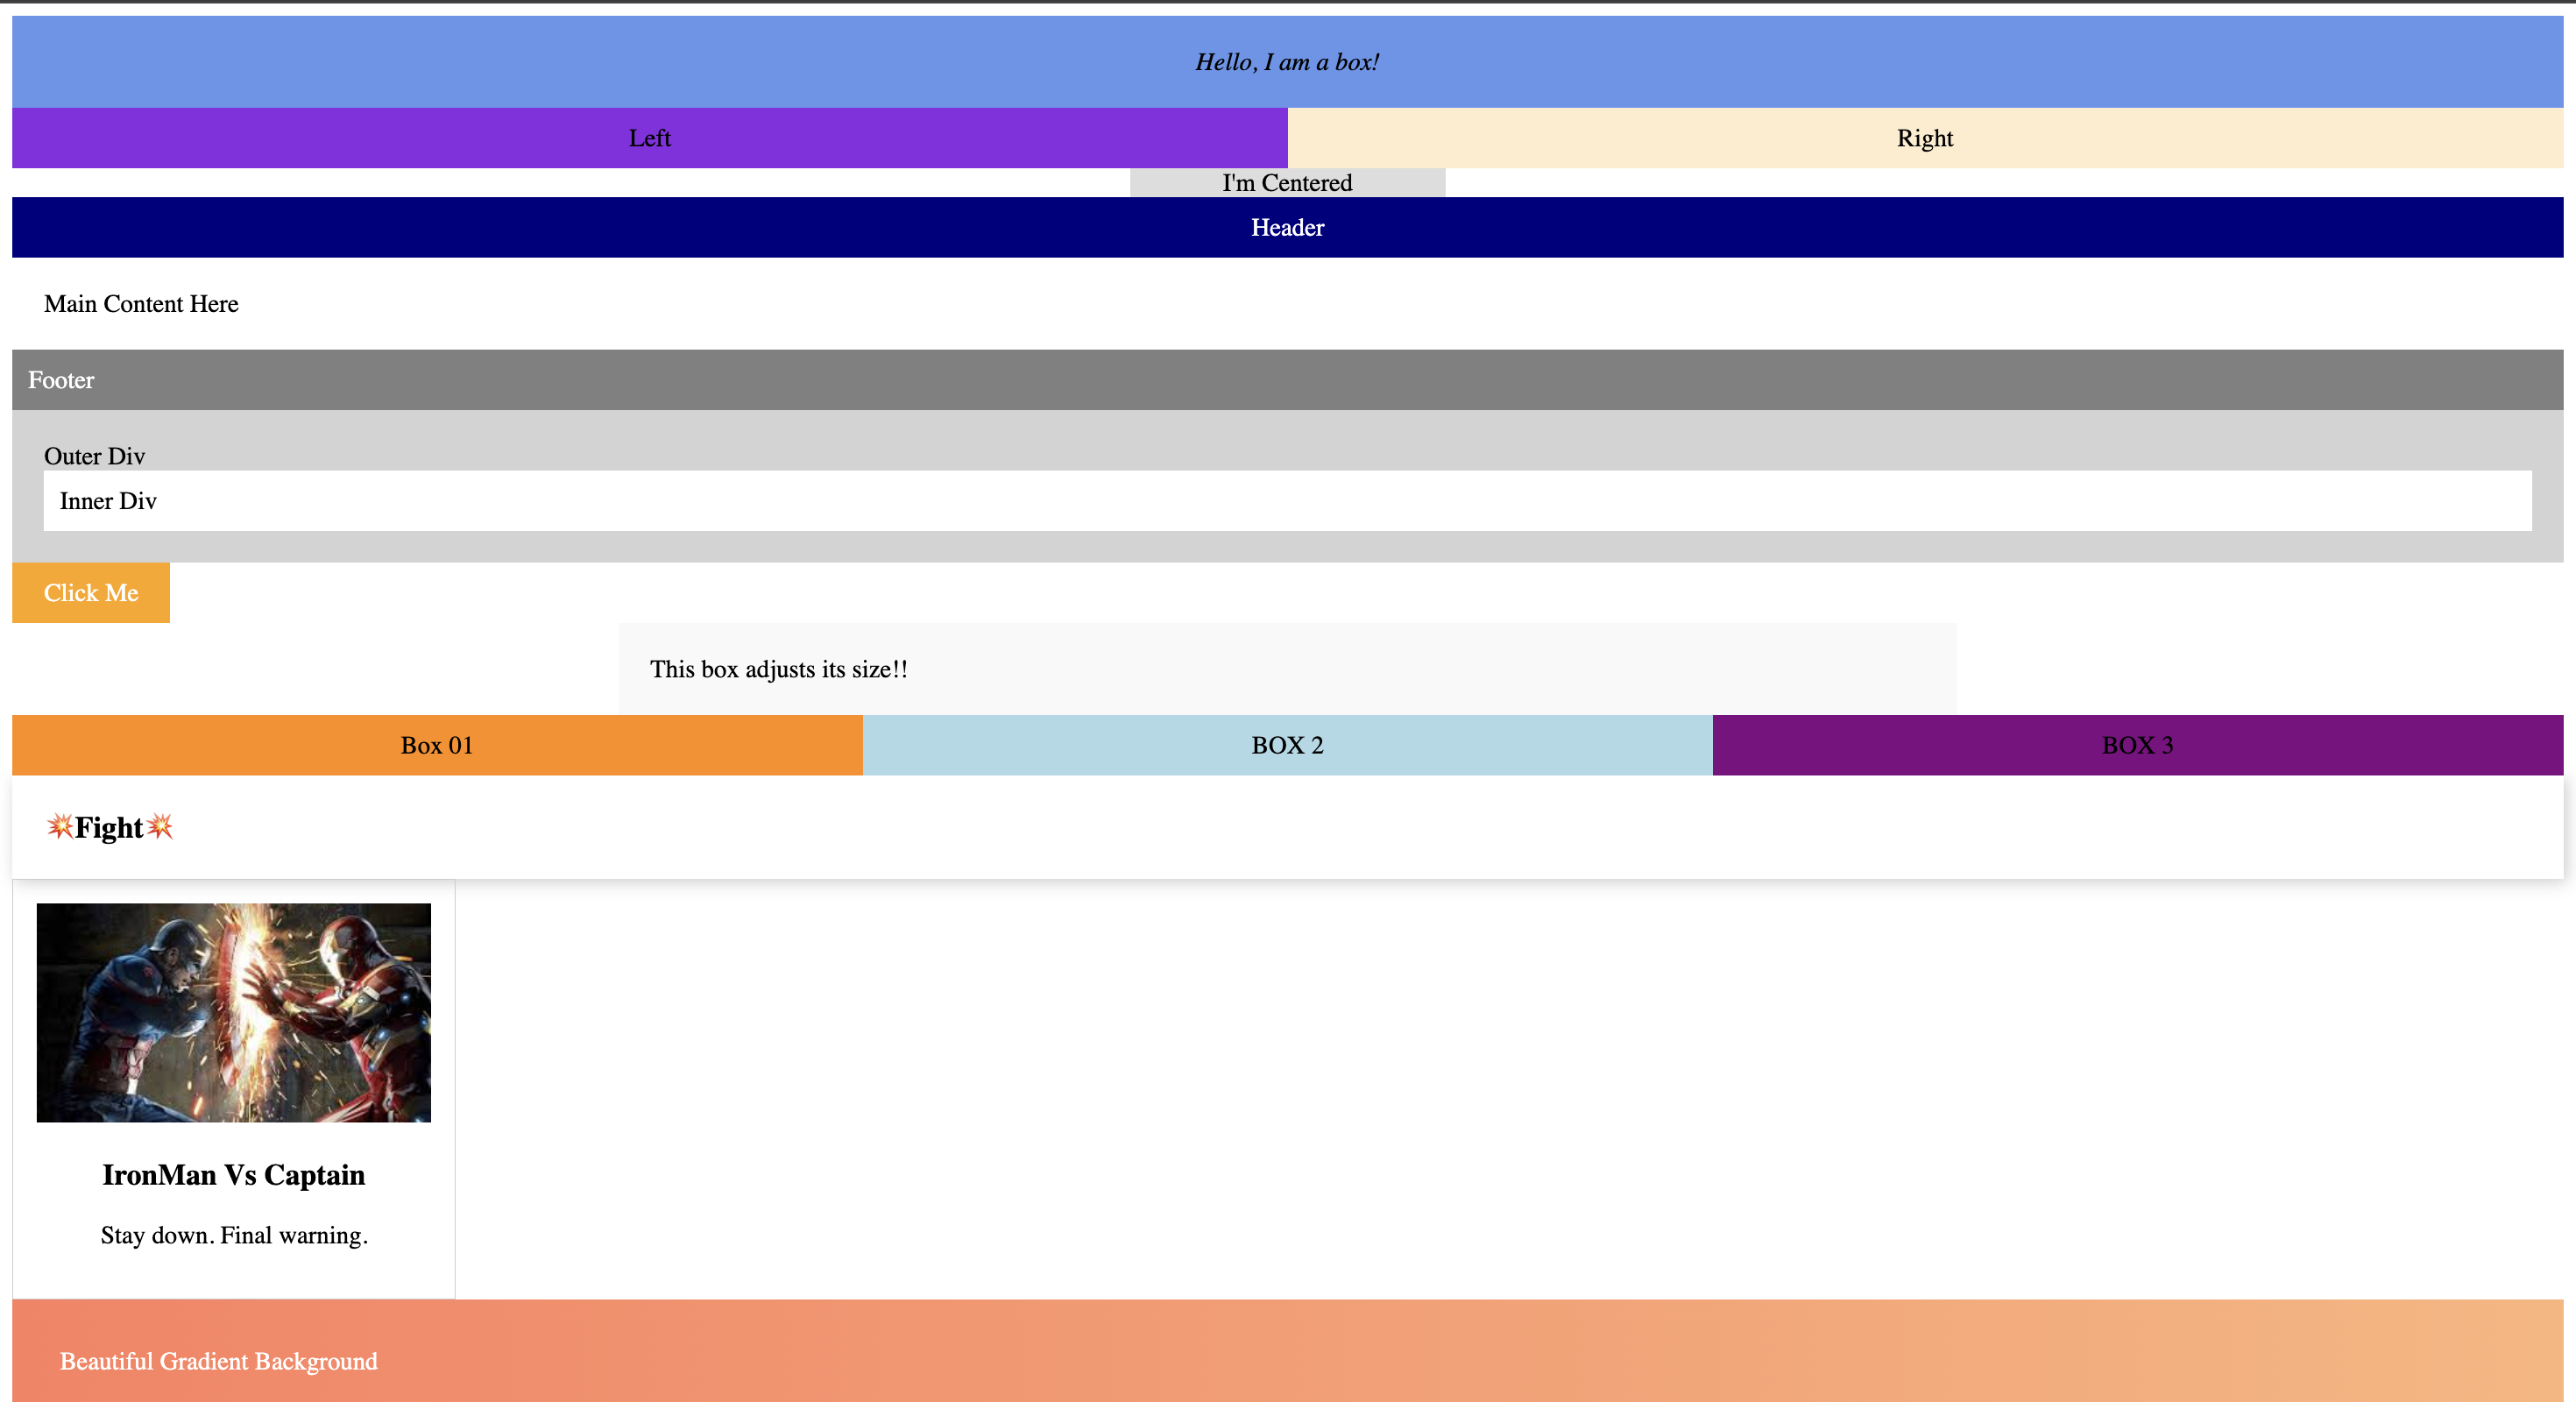 Hello, I am a box!
Left
Right
I'm Centered
Header
Main Content Here
Footer
Outer Div
Inner Div
Click Me
This box adjusts its size!!
Box 01
BOX 2
BOX 3
💥Fight💥
IronMan Vs Captain
Stay down. Final warning.
Beautiful Gradient Background